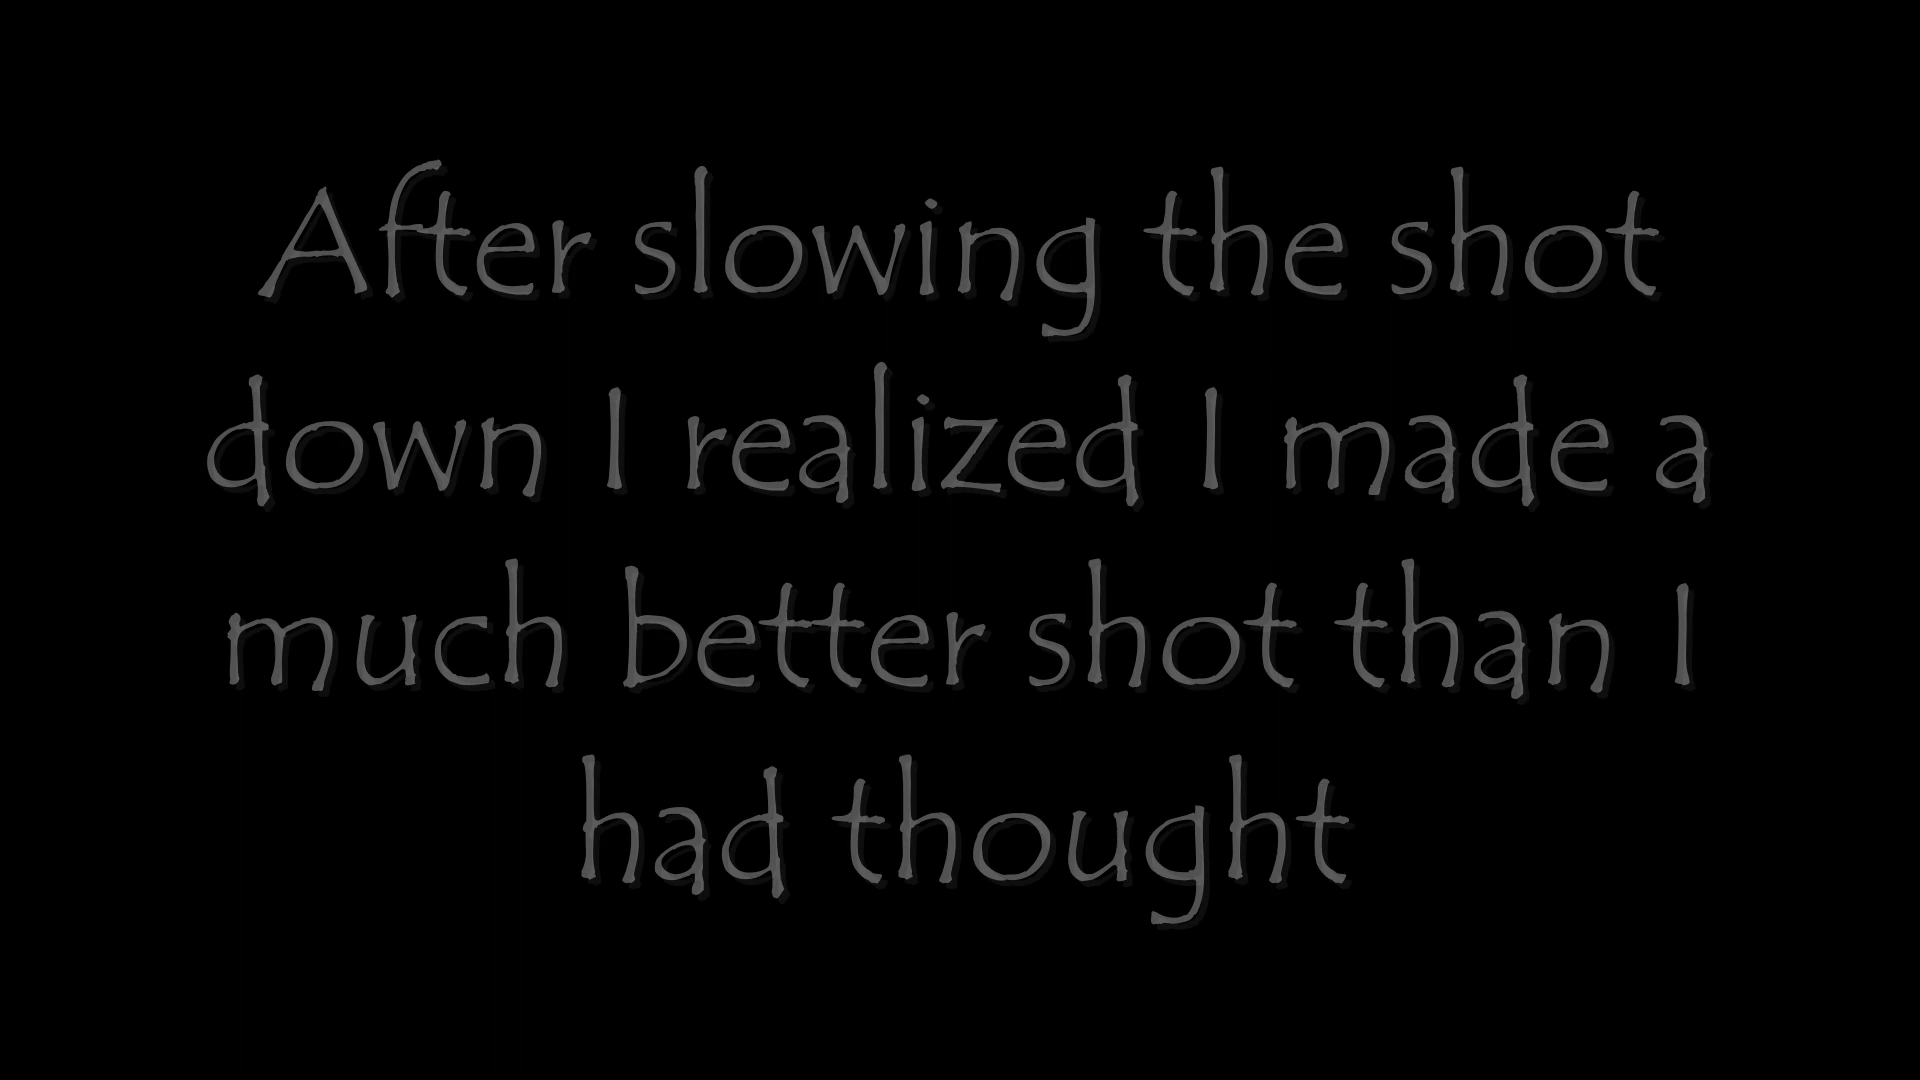 After slowing the shot
down I realized I made a
much better shot than I
had thought